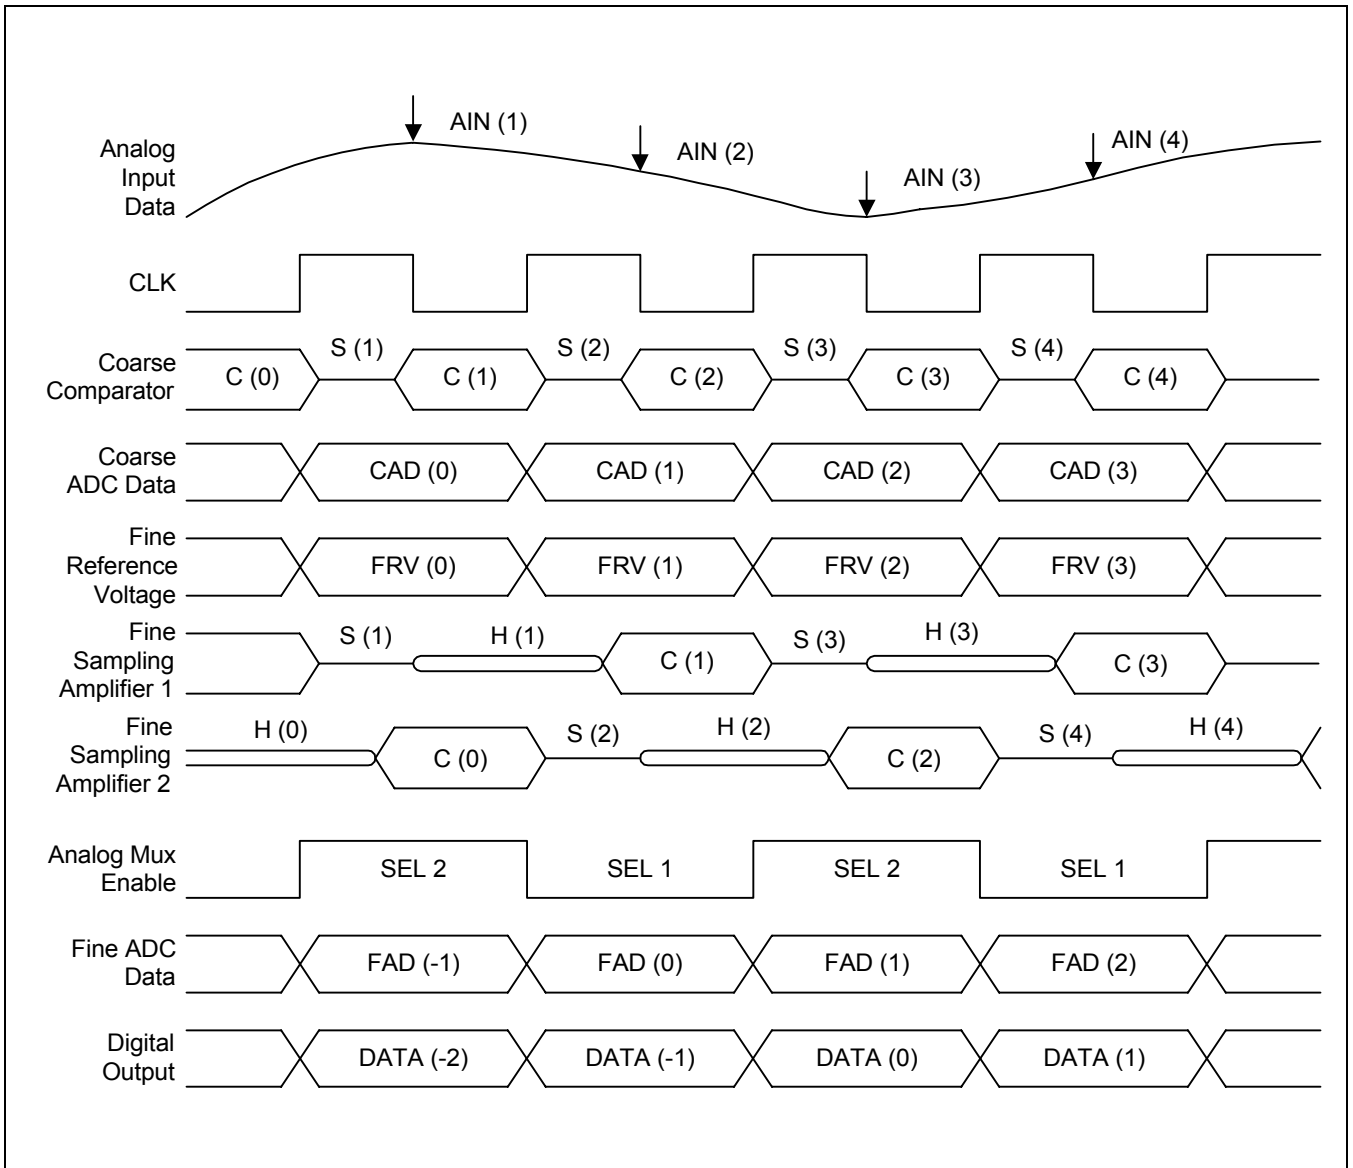 AIN (1)
AIN (2)
AIN (3)
AIN (4)
Analog
Input
Data
CLK
Coarse
Comparator
C (0)
S (1)
C (1)
S (2)
C (2)
S (3)
C (3)
S (4)
C (4)
Coarse
ADC Data
CAD (0)
CAD (1)
CAD (2)
CAD (3)
Fine
Reference
Voltage
FRV (0)
FRV (1)
FRV (2)
FRV (3)
Fine
Sampling
Amplifier 1
S (1)
H (1)
C (1)
S (3)
H (3)
C (3)
Fine
Sampling
Amplifier 2
H (0)
C (0)
S (2)
H (2)
C (2)
S (4)
H (4)
Analog Mux
Enable
SEL 2
SEL 1
SEL 2
SEL 1
Fine ADC
Data
FAD (-1)
FAD (0)
FAD (1)
FAD (2)
Digital
Output
DATA (-2)
DATA (-1)
DATA (0)
DATA (1)